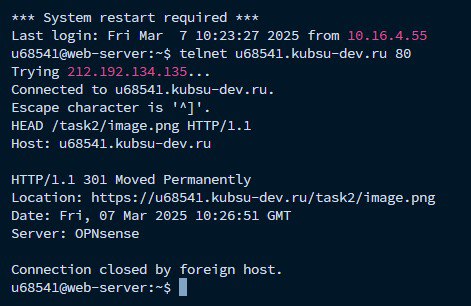 *** System restart required ***
Last login: Fri Mar  7 10:23:27 2025 from 10.16.4.55
u68541@web-server:~$ telnet u68541.kubsu-dev.ru 80
Trying 212.192.134.135...
Connected to u68541.kubsu-dev.ru.
Escape character is '^]'.
HEAD /task2/image.png HTTP/1.1
Host: u68541.kubsu-dev.ru

HTTP/1.1 301 Moved Permanently
Location: https://u68541.kubsu-dev.ru/task2/image.png
Date: Fri, 07 Mar 2025 10:26:51 GMT
Server: OPNsense

Connection closed by foreign host.
u68541@web-server:~$